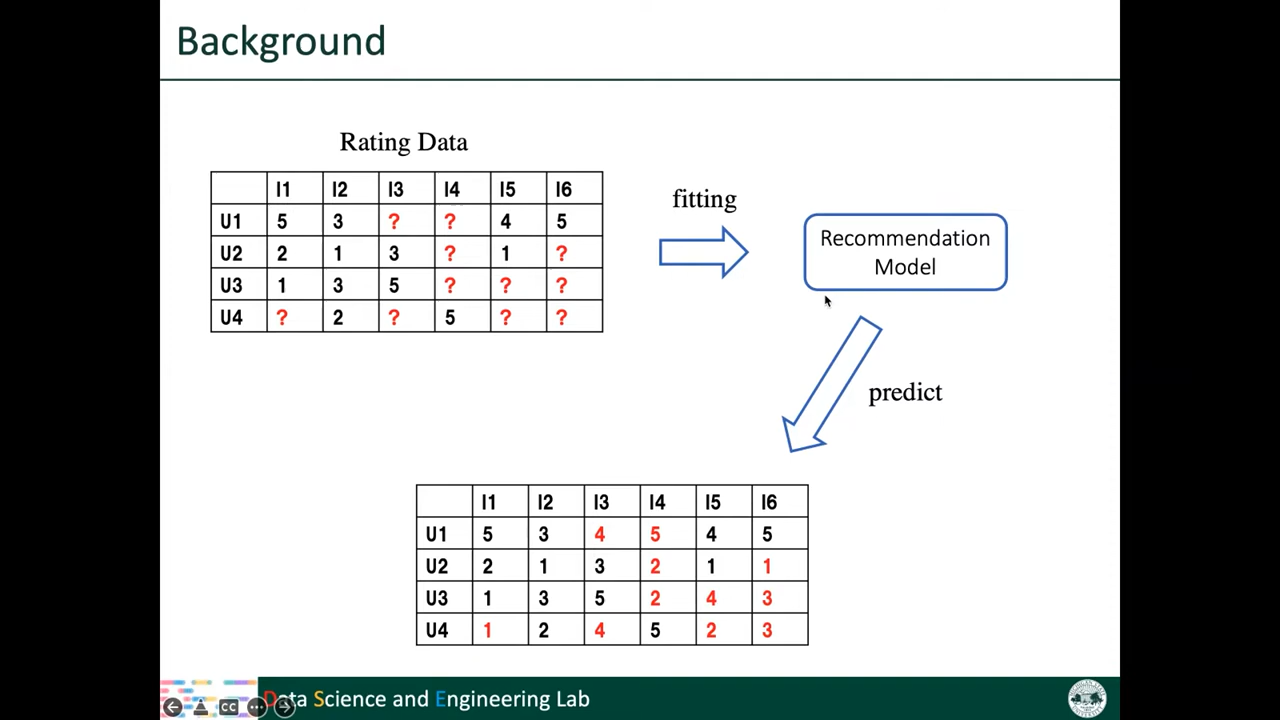 Background
Rating Data
I1 I2 I3 I4 I5 I6
U1 5 3 ? ? 4 5
U2 2 1 3 ? 1 ?
U3 1 3 5 ? ? ?
U4 ? 2 ? 5 ? ?
fitting
Recommendation
Model
predict
I1 I2 I3 I4 I5 I6
U1 5 3 4 5 4 5
U2 2 1 3 2 1 1
U3 1 3 5 2 4 3
U4 1 2 4 5 2 3
CC
Data Science and Engineering Lab